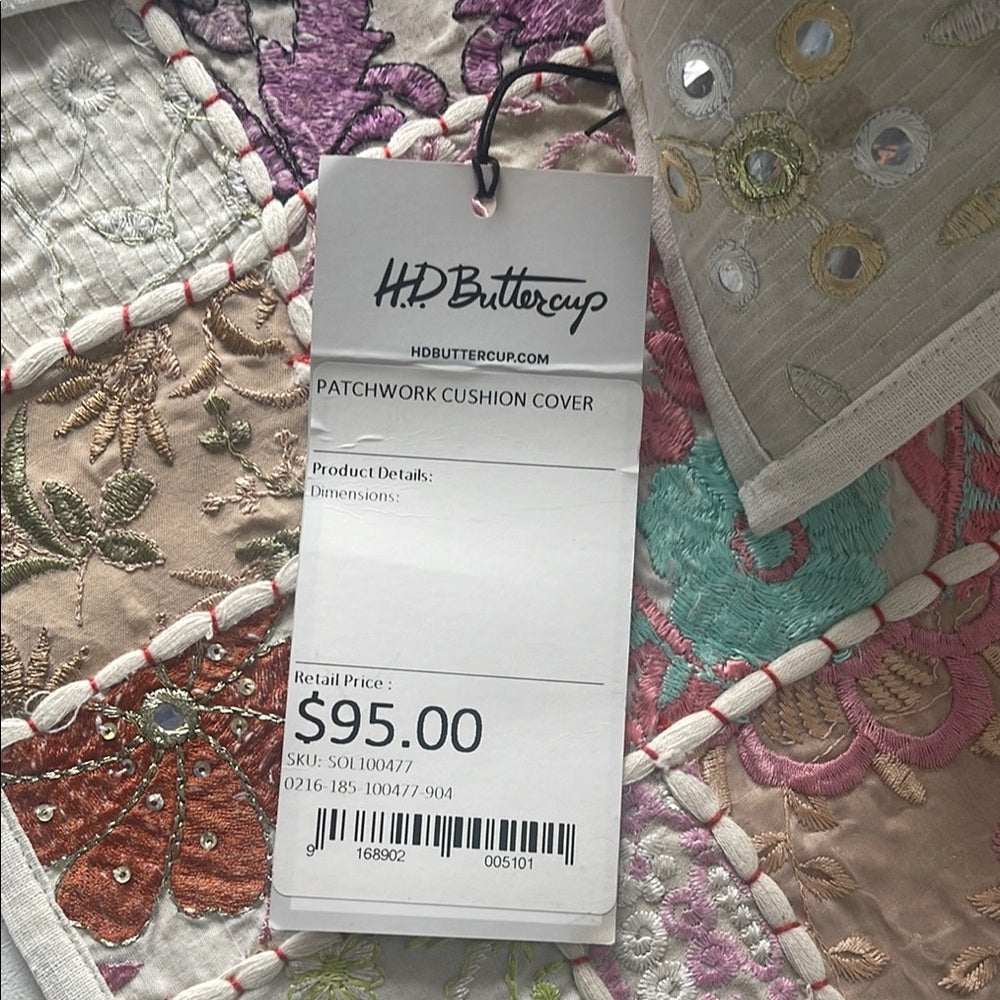 H.D. Buttercup
HDBUTTERCUP.COM
PATCHWORK CUSHION COVER
Product Details:
Dimensions:
Retail Price :
$95.00
SKU: SOL100477
0216-185-100477-904
9 168902 005101